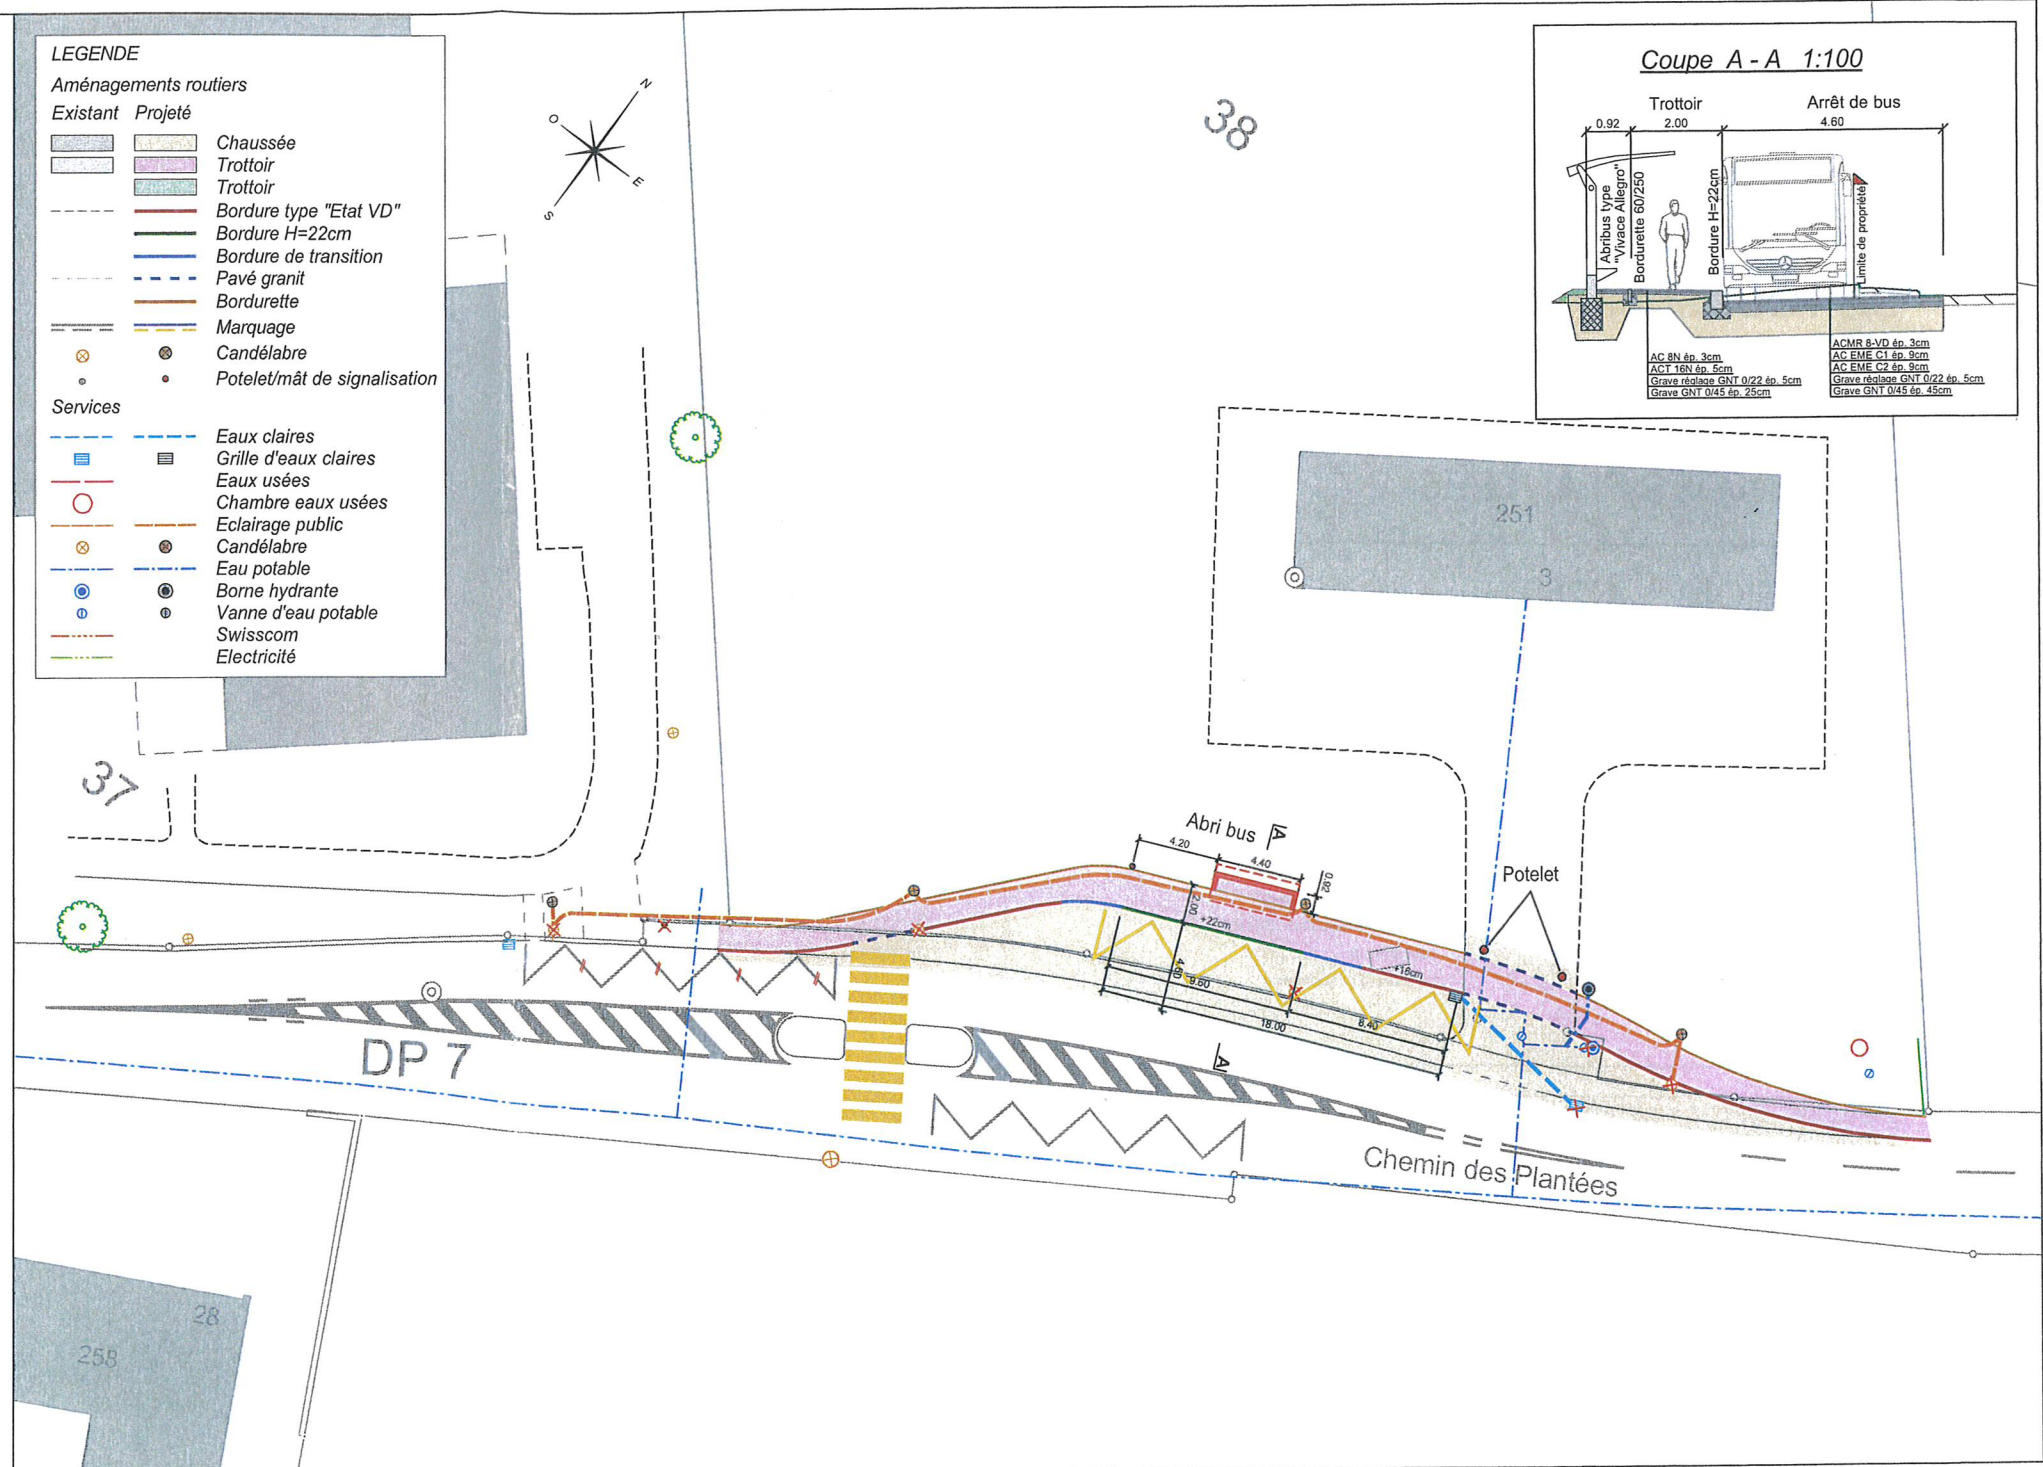 LEGENDE
Aménagements routiers
Existant Projeté
Chaussée
Trottoir
Trottoir
Bordure type "Etat VD"
Bordure H=22cm
Bordure de transition
Pavé granit
Bordurette
Marquage
Candélabre
Potelet/mât de signalisation
Services
Eaux claires
Grille d'eaux claires
Eaux usées
Chambre eaux usées
Eclairage public
Candélabre
Eau potable
Borne hydrante
Vanne d'eau potable
Swisscom
Electricité
N
O
E
S
38
Coupe A - A 1:100
Trottoir
Arrêt de bus
0.92
2.00
4.60
Abribus type
"Vivace Allegro"
Bordurette 60/250
Bordure H=22cm
Limite de propriété
AC 8N ép. 3cm
ACT 16N ép. 5cm
Grave réglage GNT 0/22 ép. 5cm
Grave GNT 0/45 ép. 25cm
ACMR 8-VD ép. 3cm
AC EME C1 ép. 9cm
AC EME C2 ép. 9cm
Grave réglage GNT 0/22 ép. 5cm
Grave GNT 0/45 ép. 45cm
251
3
37
Abri bus
A
4.20
4.40
0.92
2.00
+22cm
+16cm
Potelet
4.60
9.60
8.40
18.00
A
DP 7
Chemin des Plantées
28
258